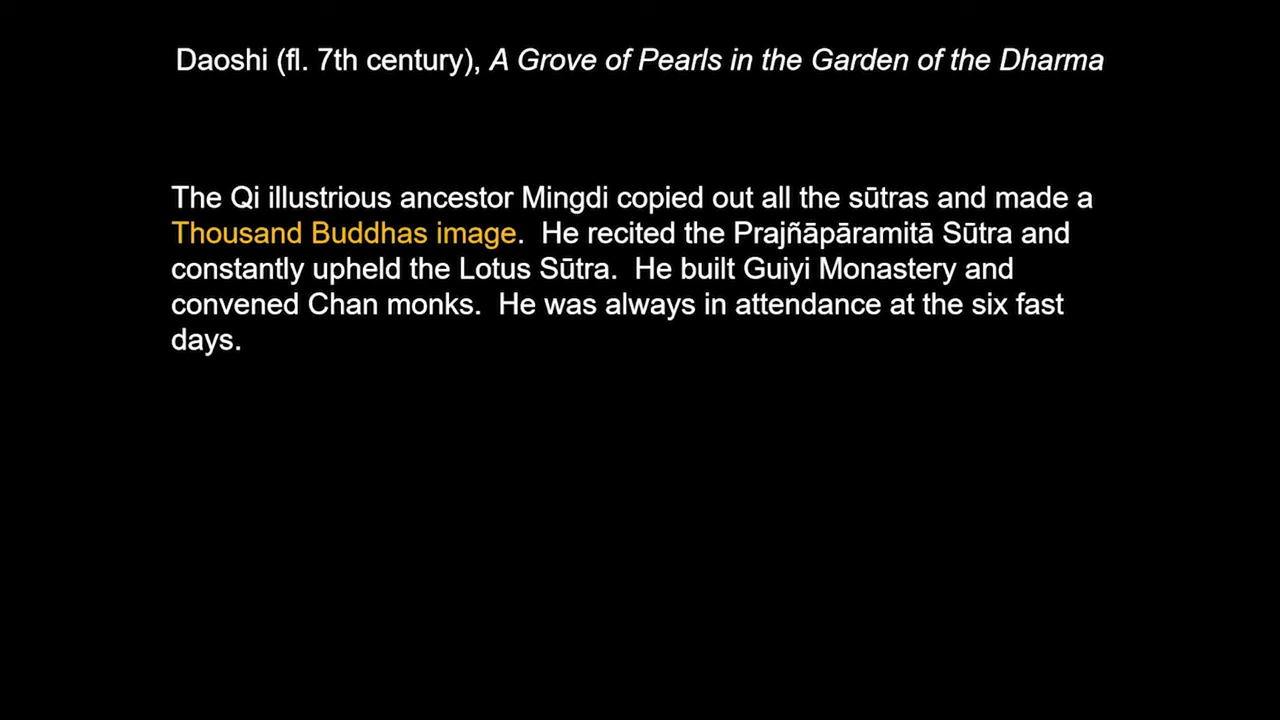 Daoshi (fl. 7th century), A Grove of Pearls in the Garden of the Dharma
The Qi illustrious ancestor Mingdi copied out all the sūtras and made a
Thousand Buddhas image.  He recited the Prajñāpāramitā Sūtra and
constantly upheld the Lotus Sūtra.  He built Guiyi Monastery and
convened Chan monks.  He was always in attendance at the six fast
days.